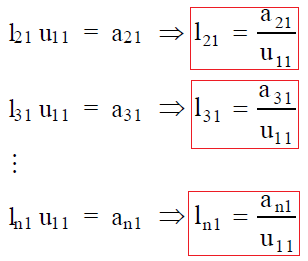 l₂₁ u₁₁ = a₂₁ ⇒ l₂₁ = a₂₁ / u₁₁
l₃₁ u₁₁ = a₃₁ ⇒ l₃₁ = a₃₁ / u₁₁
⋮
lₙ₁ u₁₁ = aₙ₁ ⇒ lₙ₁ = aₙ₁ / u₁₁